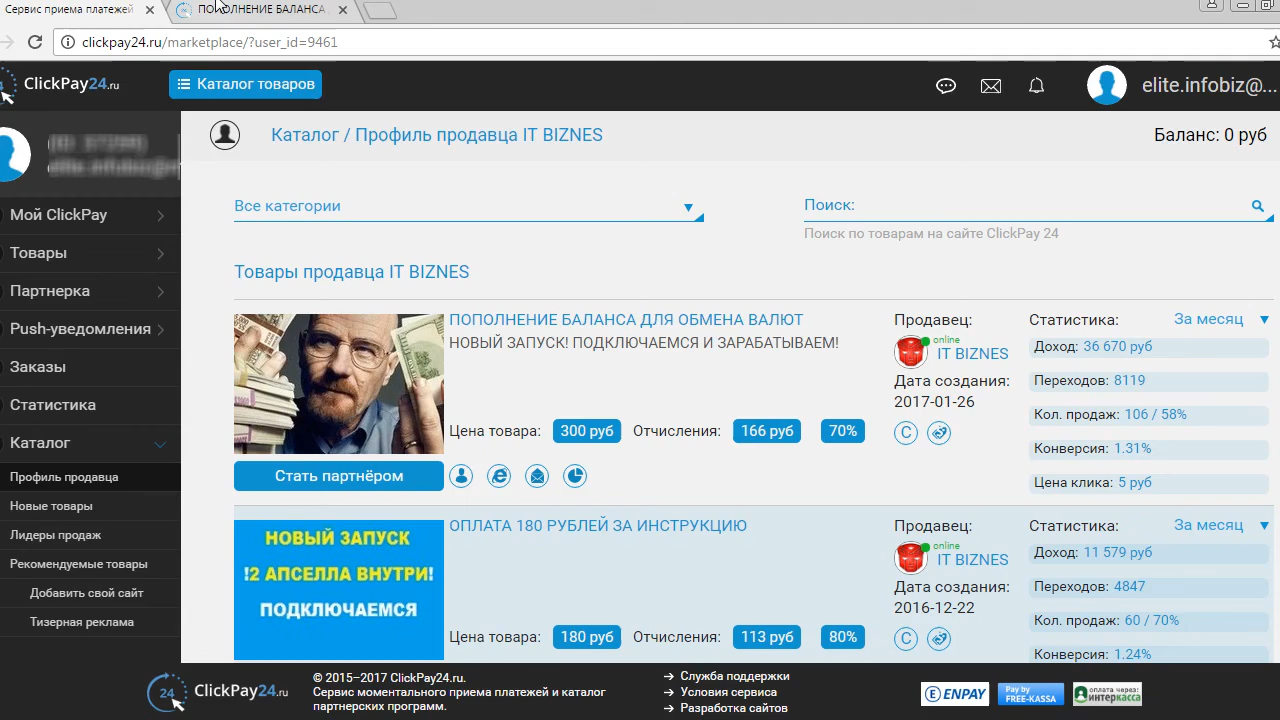 Сервис приема платежей
ПОПОЛНЕНИЕ БАЛАНСА
clickpay24.ru/marketplace/?user_id=9461
ClickPay24.ru
Каталог товаров
elite.infobiz@...
Каталог / Профиль продавца IT BIZNES
Баланс: 0 руб
Мой ClickPay
Товары
Партнерка
Push-уведомления
Заказы
Статистика
Каталог
Профиль продавца
Новые товары
Лидеры продаж
Рекомендуемые товары
Добавить свой сайт
Тизерная реклама
Все категории
Поиск:
Поиск по товарам на сайте ClickPay 24
Товары продавца IT BIZNES
ПОПОЛНЕНИЕ БАЛАНСА ДЛЯ ОБМЕНА ВАЛЮТ
НОВЫЙ ЗАПУСК! ПОДКЛЮЧАЕМСЯ И ЗАРАБАТЫВАЕМ!
Цена товара: 300 руб Отчисления: 166 руб 70%
Стать партнёром
Продавец:
online
IT BIZNES
Дата создания:
2017-01-26
C
Статистика: За месяц
Доход: 36 670 руб
Переходов: 8119
Кол. продаж: 106 / 58%
Конверсия: 1.31%
Цена клика: 5 руб
НОВЫЙ ЗАПУСК
!2 АПСЕЛЛА ВНУТРИ!
ПОДКЛЮЧАЕМСЯ
ОПЛАТА 180 РУБЛЕЙ ЗА ИНСТРУКЦИЮ
Цена товара: 180 руб Отчисления: 113 руб 80%
Продавец:
online
IT BIZNES
Дата создания:
2016-12-22
C
Статистика: За месяц
Доход: 11 579 руб
Переходов: 4847
Кол. продаж: 60 / 70%
Конверсия: 1.24%
24 ClickPay24.ru
© 2015–2017 ClickPay24.ru.
Сервис моментального приема платежей и каталог
партнерских программ.
Служба поддержки
Условия сервиса
Разработка сайтов
ENPAY
Pay by
FREE-KASSA
оплата через:
интеркасса